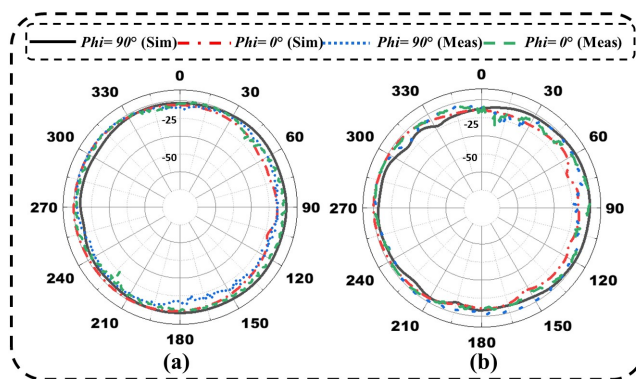 Phi= 90° (Sim) Phi= 0° (Sim) Phi= 90° (Meas) Phi= 0° (Meas)
0 0
330 30 330 30
-25 -25
300 60 300 60
-50 -50
270 90 270 90
240 120 240 120
210 150 210 150
180 180
(a) (b)